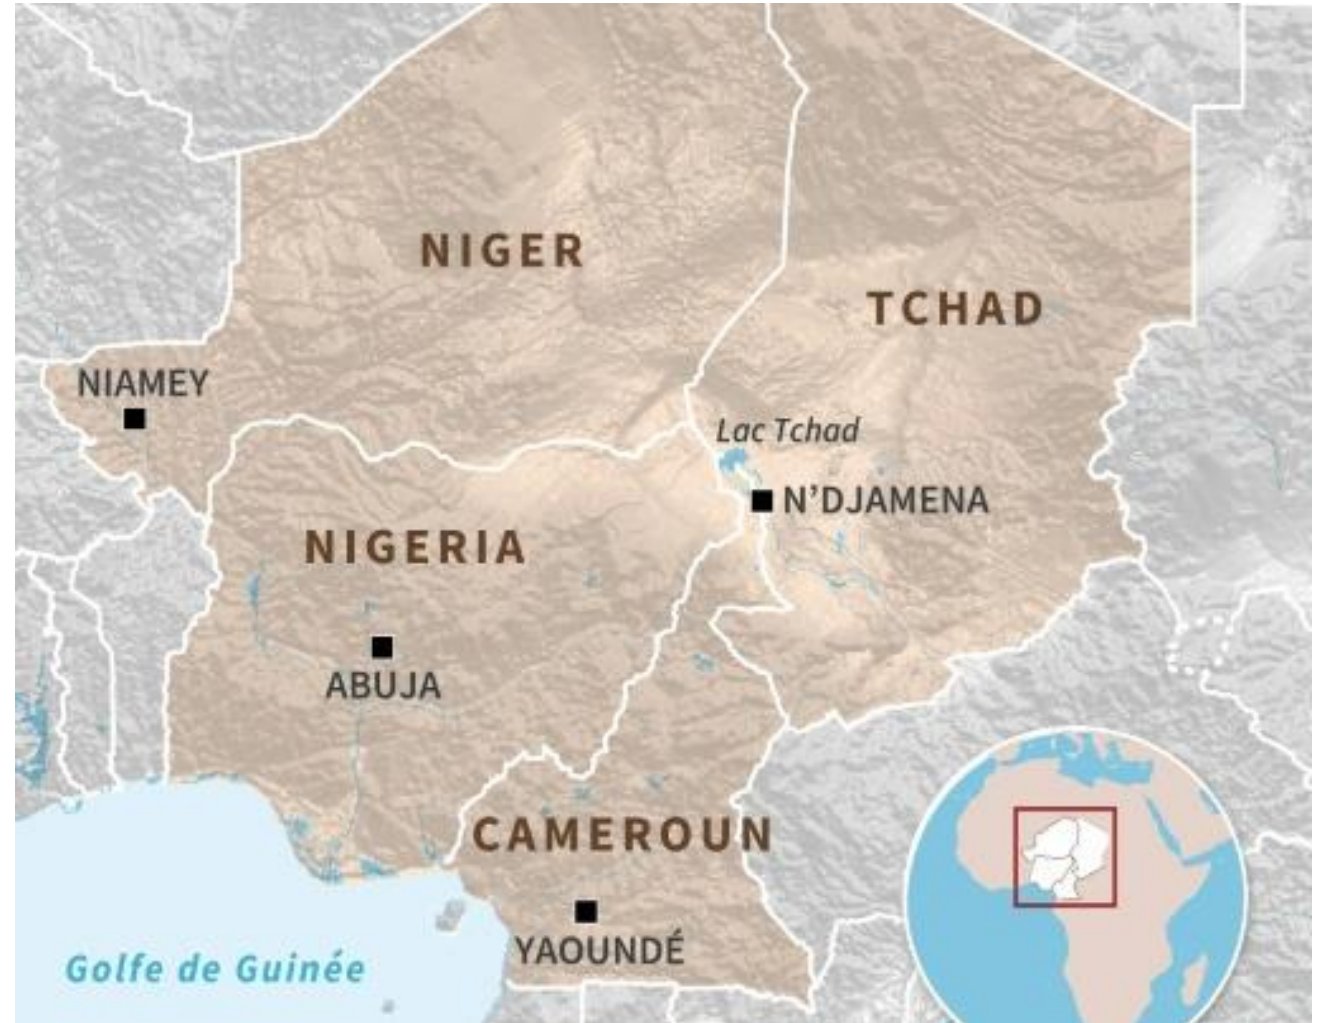 NIGER
TCHAD
NIAMEY
Lac Tchad
N’DJAMENA
NIGERIA
ABUJA
CAMEROUN
YAOUNDÉ
Golfe de Guinée